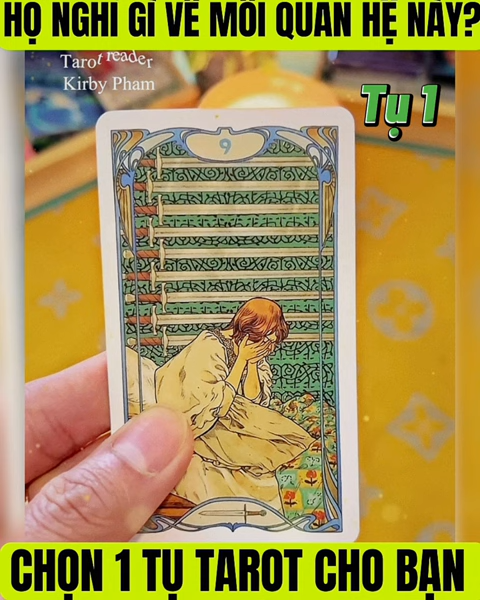 HỌ NGHĨ GÌ VỀ MỐI QUAN HỆ NÀY?
Tarot reader
Kirby Pham
Tụ 1
9
CHỌN 1 TỤ TAROT CHO BẠN